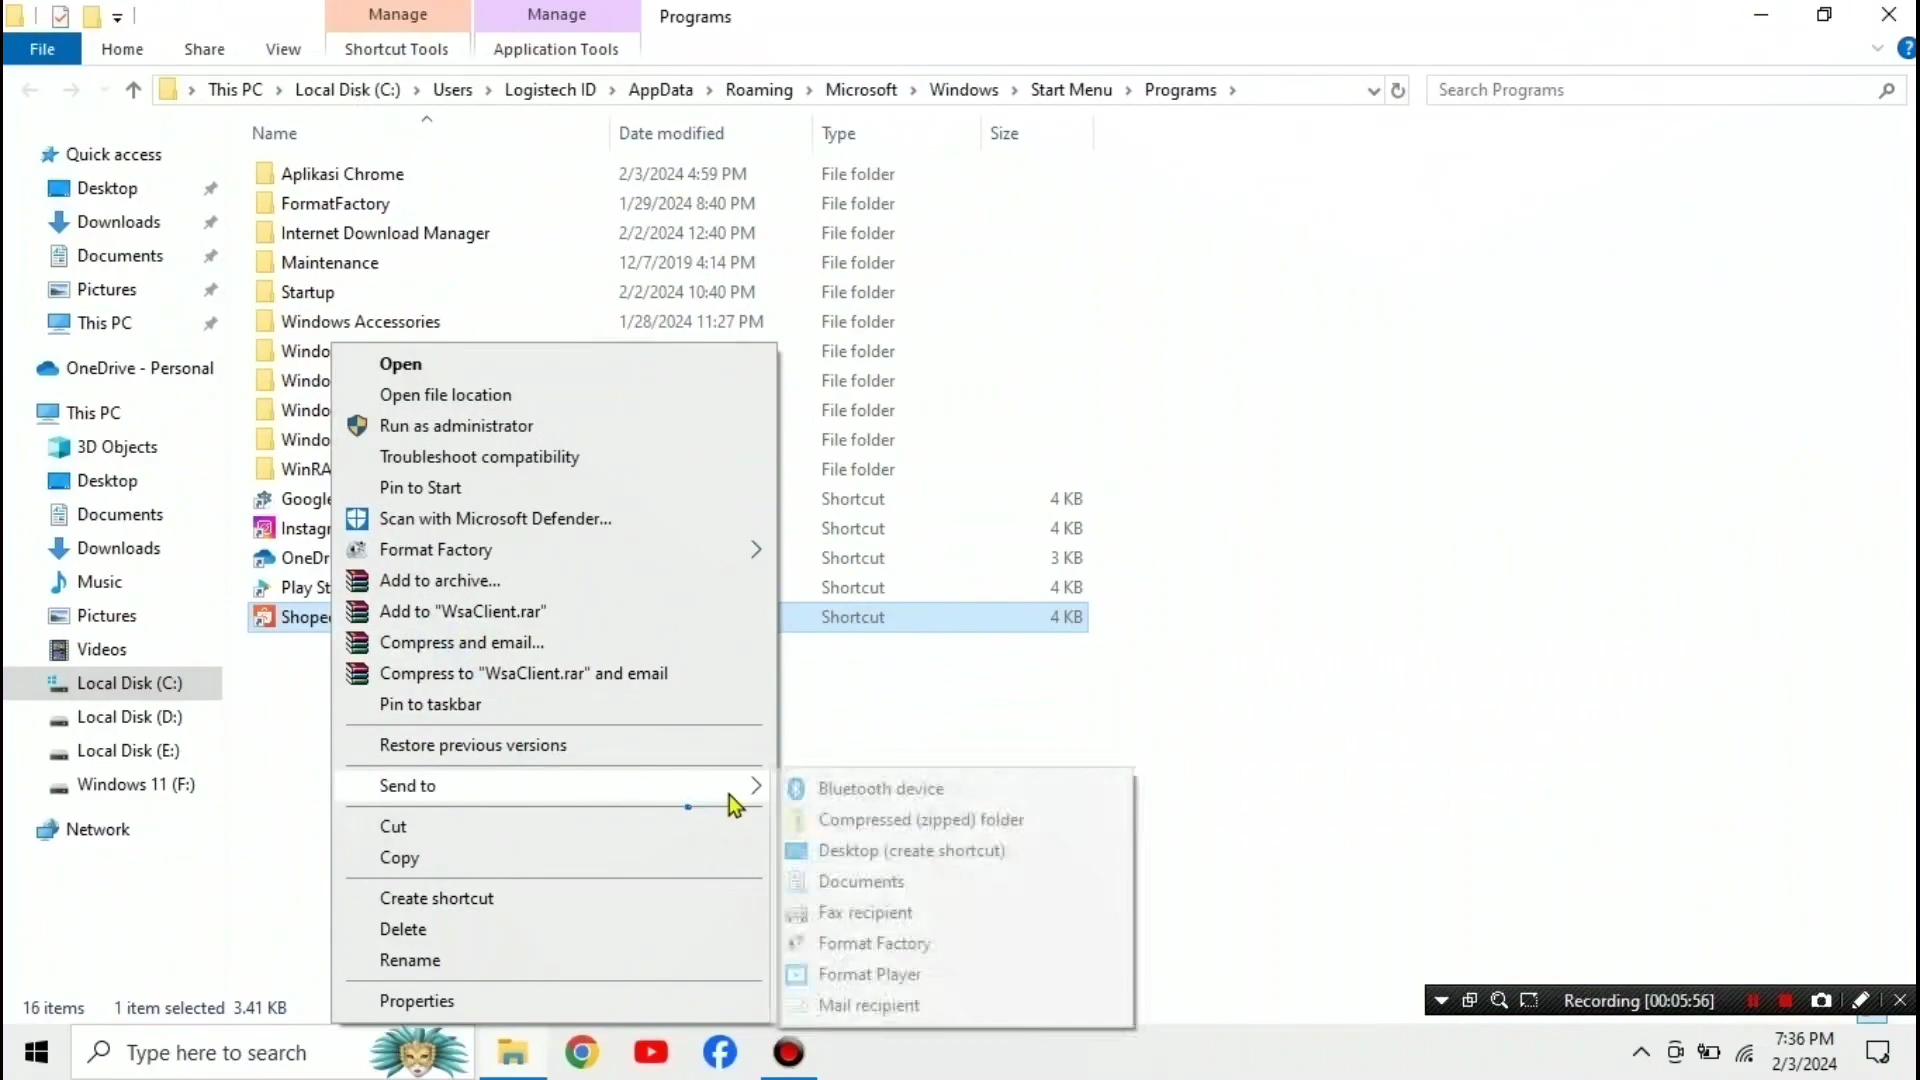 Manage
Manage
Programs
File
Home
Share
View
Shortcut Tools
Application Tools
This PC
Local Disk (C:)
Users
Logistech ID
AppData
Roaming
Microsoft
Windows
Start Menu
Programs
Search Programs
Name
Date modified
Type
Size
Quick access
Desktop
Downloads
Documents
Pictures
This PC
OneDrive - Personal
This PC
3D Objects
Desktop
Documents
Downloads
Music
Pictures
Videos
Local Disk (C:)
Local Disk (D:)
Local Disk (E:)
Windows 11 (F:)
Network
Aplikasi Chrome 2/3/2024 4:59 PM File folder
FormatFactory 1/29/2024 8:40 PM File folder
Internet Download Manager 2/2/2024 12:40 PM File folder
Maintenance 12/7/2019 4:14 PM File folder
Startup 2/2/2024 10:40 PM File folder
Windows Accessories 1/28/2024 11:27 PM File folder
Windo File folder
Windo File folder
Windo File folder
Windo File folder
WinRA File folder
Google Shortcut 4 KB
Instagr Shortcut 4 KB
OneDr Shortcut 3 KB
Play St Shortcut 4 KB
Shopee Shortcut 4 KB
Open
Open file location
Run as administrator
Troubleshoot compatibility
Pin to Start
Scan with Microsoft Defender...
Format Factory
Add to archive...
Add to "WsaClient.rar"
Compress and email...
Compress to "WsaClient.rar" and email
Pin to taskbar
Restore previous versions
Send to
Cut
Copy
Create shortcut
Delete
Rename
Properties
Bluetooth device
Compressed (zipped) folder
Desktop (create shortcut)
Documents
Fax recipient
Format Factory
Format Player
Mail recipient
16 items
1 item selected 3.41 KB
Recording [00:05:56]
Type here to search
7:36 PM
2/3/2024